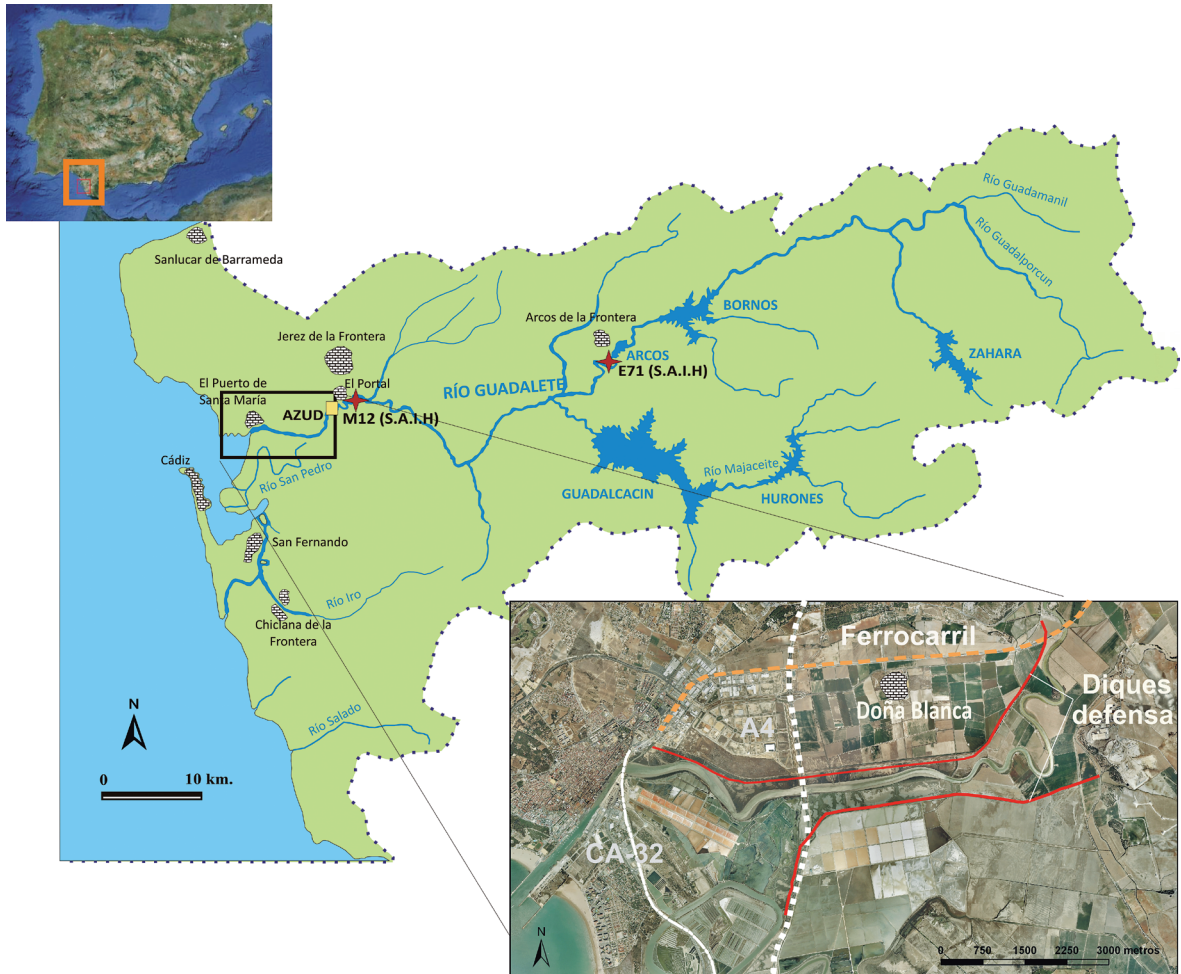 Río Guadamanil
Río Guadalporcun
Sanlucar de Barrameda
BORNOS
Arcos de la Frontera
Jerez de la Frontera
ARCOS
ZAHARA
E71 (S.A.I.H)
El Puerto de
Santa María
El Portal
RÍO GUADALETE
AZUD
M12 (S.A.I.H)
Cádiz
Río San Pedro
Río Majaceite
GUADALCACIN
HURONES
San Fernando
Río Iro
Chiclana de la
Frontera
Río Salado
N
0 10 km.
Ferrocarril
Diques
defensa
Doña Blanca
A4
CA-32
N
0 750 1500 2250 3000 metros